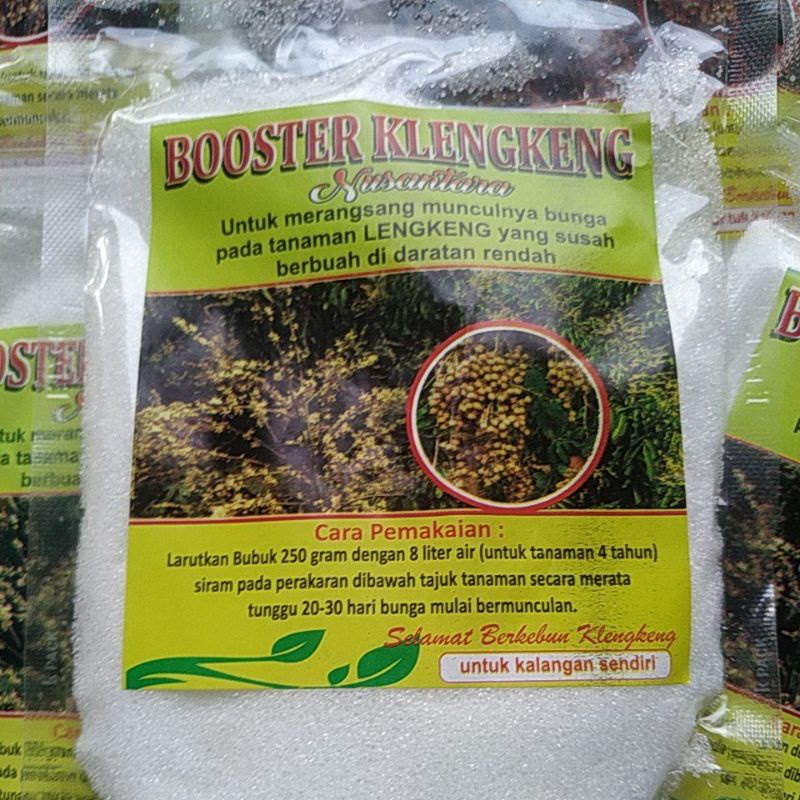 BOOSTER KLENGKENG
Nusantara
Untuk merangsang munculnya bunga
pada tanaman LENGKENG yang susah
berbuah di daratan rendah
Cara Pemakaian :
Larutkan Bubuk 250 gram dengan 8 liter air (untuk tanaman 4 tahun)
siram pada perakaran dibawah tajuk tanaman secara merata
tunggu 20-30 hari bunga mulai bermunculan.
Selamat Berkebun Klengkeng
untuk kalangan sendiri